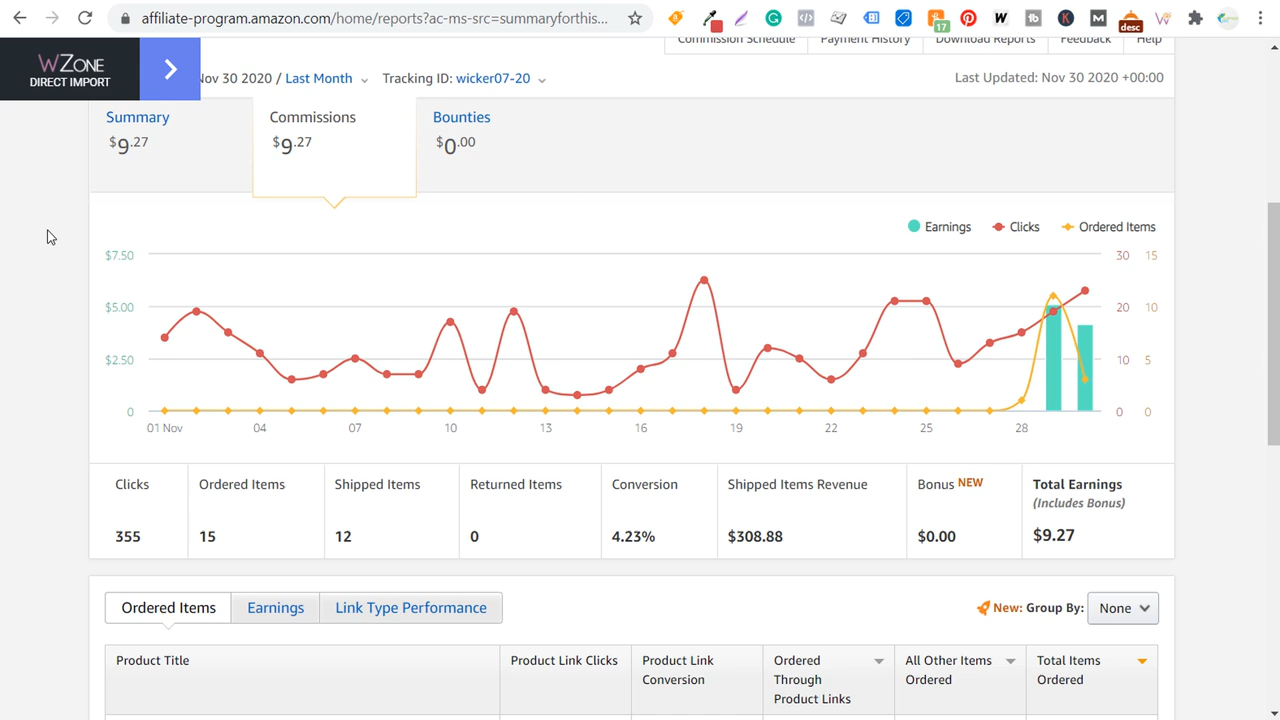 affiliate-program.amazon.com/home/reports?ac-ms-src=summaryforthis...
17
desc
WZONE
DIRECT IMPORT
Commission Schedule Payment History Download Reports Feedback Help
Nov 30 2020 / Last Month Tracking ID: wicker07-20 Last Updated: Nov 30 2020 +00:00
Summary Commissions Bounties
$9.27 $9.27 $0.00
Earnings Clicks Ordered Items
$7.50 30 15
$5.00 20 10
$2.50 10 5
0 0 0
01 Nov 04 07 10 13 16 19 22 25 28
Clicks Ordered Items Shipped Items Returned Items Conversion Shipped Items Revenue Bonus NEW Total Earnings
(Includes Bonus)
355 15 12 0 4.23% $308.88 $0.00 $9.27
Ordered Items Earnings Link Type Performance New: Group By: None
Product Title Product Link Clicks Product Link Conversion Ordered Through Product Links All Other Items Ordered Total Items Ordered